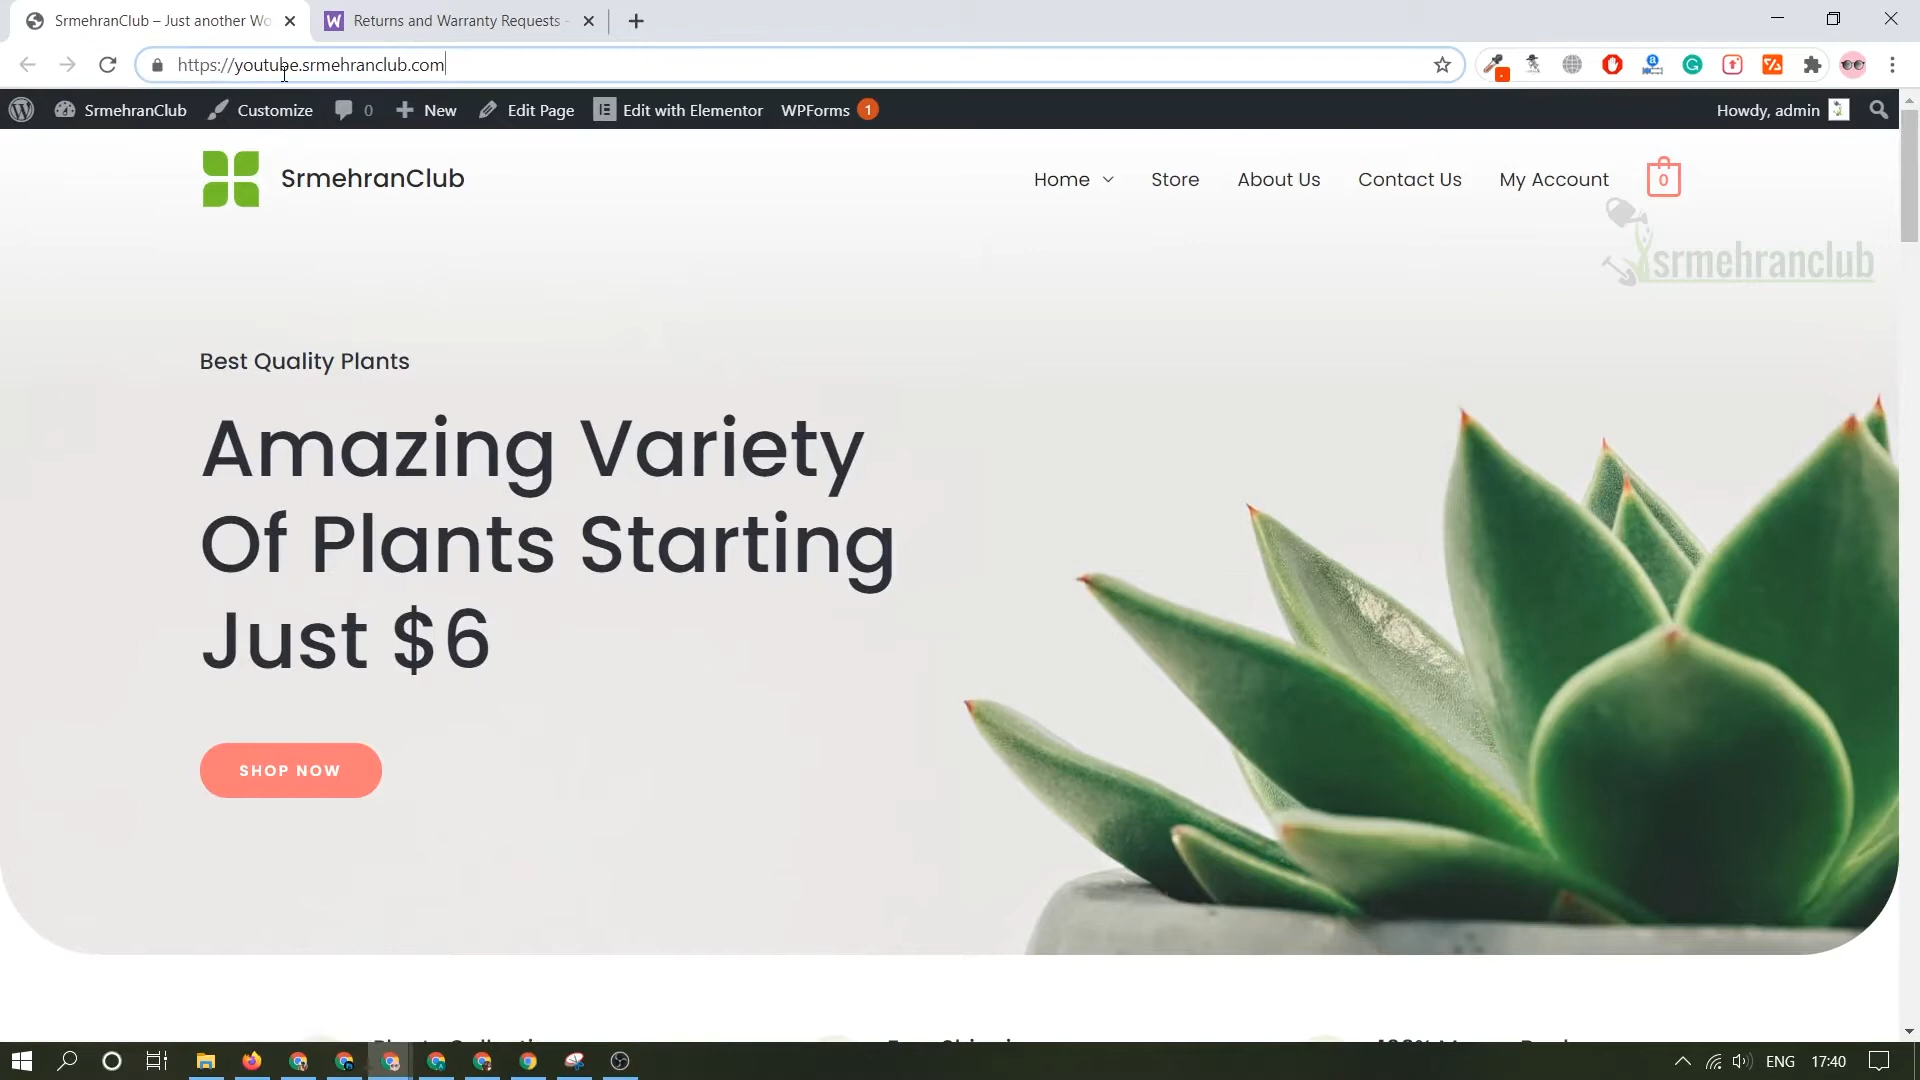 SrmehranClub – Just another Wo
Returns and Warranty Requests -
https://youtube.srmehranclub.com
SrmehranClub
Customize
0
New
Edit Page
Edit with Elementor
WPForms 1
Howdy, admin
SrmehranClub
Home
Store
About Us
Contact Us
My Account
0
srmehranclub
Best Quality Plants
Amazing Variety
Of Plants Starting
Just $6
SHOP NOW
ENG
17:40